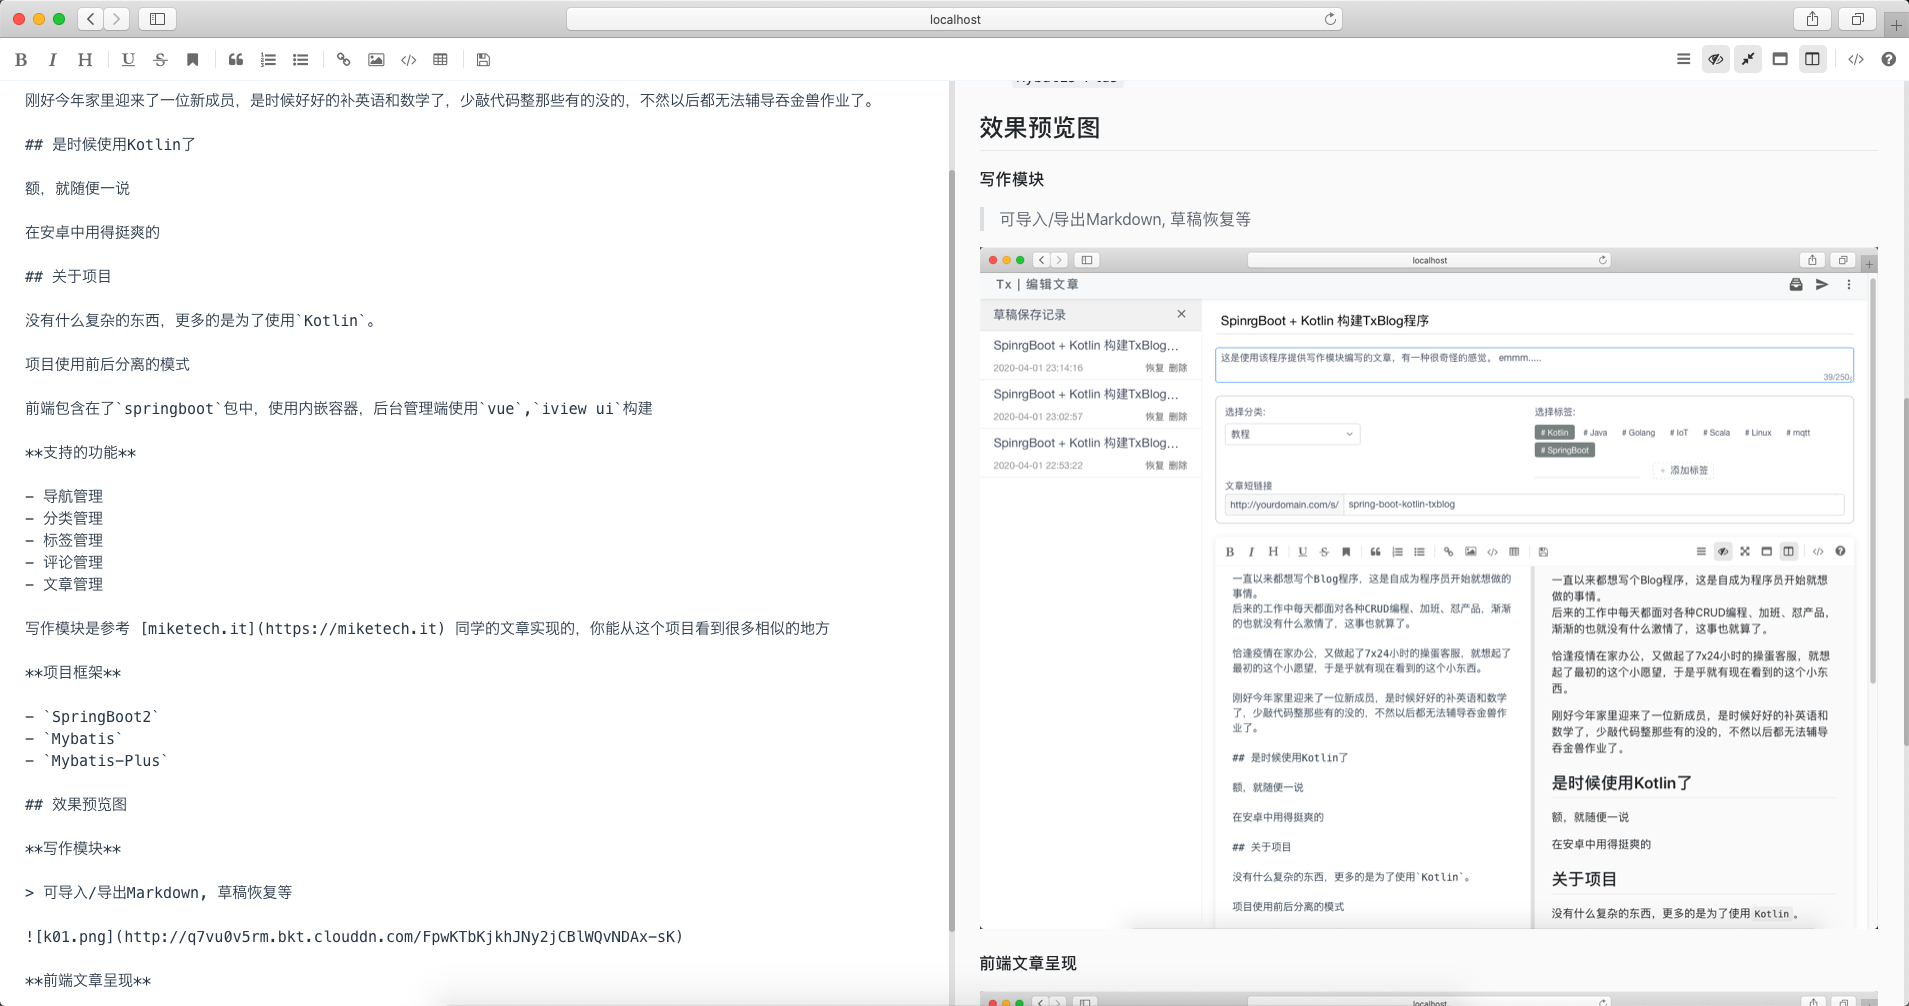 localhost
刚好今年家里迎来了一位新成员，是时候好好的补英语和数学了，少敲代码整那些有的没的，不然以后都无法辅导吞金兽作业了。
## 是时候使用Kotlin了
额，就随便一说
在安卓中用得挺爽的
## 关于项目
没有什么复杂的东西，更多的是为了使用`Kotlin`。
项目使用前后分离的模式
前端包含在了`springboot`包中，使用内嵌容器，后台管理端使用`vue`,`iview ui`构建
**支持的功能**
- 导航管理
- 分类管理
- 标签管理
- 评论管理
- 文章管理
写作模块是参考 [miketech.it](https://miketech.it) 同学的文章实现的，你能从这个项目看到很多相似的地方
**项目框架**
- `SpringBoot2`
- `Mybatis`
- `Mybatis-Plus`
## 效果预览图
**写作模块**
> 可导入/导出Markdown, 草稿恢复等
![k01.png](http://q7vu0v5rm.bkt.clouddn.com/FpwKTbKjkhJNy2jCBlWQvNDAx-sK)
**前端文章呈现**
效果预览图
写作模块
可导入/导出Markdown, 草稿恢复等
localhost
Tx | 编辑文章
草稿保存记录
SpinrgBoot + Kotlin 构建TxBlog...
2020-04-01 23:14:16 恢复 删除
SpinrgBoot + Kotlin 构建TxBlog...
2020-04-01 23:02:57 恢复 删除
SpinrgBoot + Kotlin 构建TxBlog...
2020-04-01 22:53:22 恢复 删除
SpinrgBoot + Kotlin 构建TxBlog程序
这是使用该程序提供写作模块编写的文章，有一种很奇怪的感觉。 emmm.....
39/250
选择分类:
教程
选择标签:
# Kotlin # Java # Golang # IoT # Scala # Linux # mqtt
# SpringBoot
+ 添加标签
文章短链接
http://yourdomain.com/s/ spring-boot-kotlin-txblog
一直以来都想写个Blog程序，这是自成为程序员开始就想做的
事情。
后来的工作中每天都面对各种CRUD编程、加班、怼产品，渐渐
的也就没有什么激情了，这事也就算了。
恰逢疫情在家办公，又做起了7x24小时的操蛋客服，就想起了
最初的这个小愿望，于是乎就有现在看到的这个小东西。
刚好今年家里迎来了一位新成员，是时候好好的补英语和数学
了，少敲代码整那些有的没的，不然以后都无法辅导吞金兽作
业了。
## 是时候使用Kotlin了
额，就随便一说
在安卓中用得挺爽的
## 关于项目
没有什么复杂的东西，更多的是为了使用`Kotlin`。
项目使用前后分离的模式
一直以来都想写个Blog程序，这是自成为程序员开始就想
做的事情。
后来的工作中每天都面对各种CRUD编程、加班、怼产品，
渐渐的也就没有什么激情了，这事也就算了。
恰逢疫情在家办公，又做起了7x24小时的操蛋客服，就想
起了最初的这个小愿望，于是乎就有现在看到的这个小东
西。
刚好今年家里迎来了一位新成员，是时候好好的补英语和
数学了，少敲代码整那些有的没的，不然以后都无法辅导
吞金兽作业了。
是时候使用Kotlin了
额，就随便一说
在安卓中用得挺爽的
关于项目
没有什么复杂的东西，更多的是为了使用 Kotlin 。
前端文章呈现
localhost